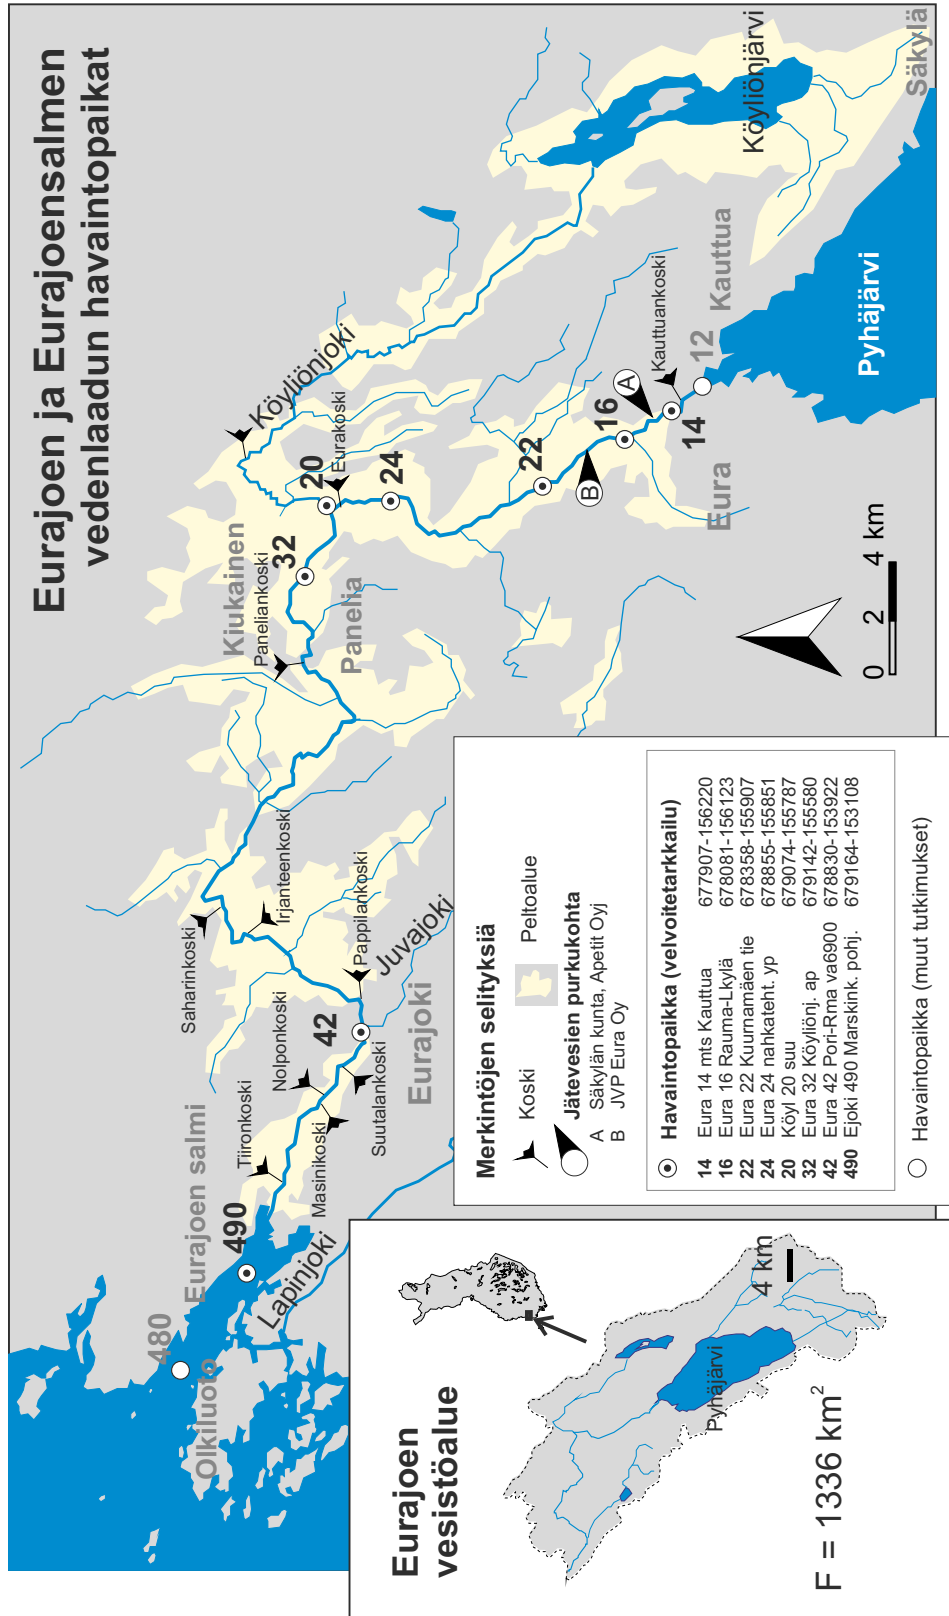 Eurajoen ja Eurajoensalmen
vedenlaadun havaintopaikat
Olkiluoto
480
Eurajoen salmi
490
Lapinjoki
Tiironkoski
Masinikoski
Nolponkoski
Suutalankoski
42
Eurajoki
Pappilankoski
Juvajoki
Saharinkoski
Irjanteenkoski
Kiukainen
Paneliankoski
Panelia
32
20
Eurakoski
24
Köyliönjoki
22
B
16
A
Eura
14
Kauttuankoski
12
Kauttua
Pyhäjärvi
Köyliönjärvi
Säkylä
0 2 4 km
Merkintöjen selityksiä
Koski
Peltoalue
Jätevesien purkukohta
A Säkylän kunta, Apetit Oyj
B JVP Eura Oy
Havaintopaikka (velvoitetarkkailu)
14 Eura 14 mts Kauttua 677907-156220
16 Eura 16 Rauma-Lkylä 678081-156123
22 Eura 22 Kuurnamäen tie 678358-155907
24 Eura 24 nahkateht. yp 678855-155851
20 Köyl 20 suu 679074-155787
32 Eura 32 Köyliönj. ap 679142-155580
42 Eura 42 Pori-Rma va6900 678830-153922
490 Ejoki 490 Marskink. pohj. 679164-153108
Havaintopaikka (muut tutkimukset)
Eurajoen
vesistöalue
Pyhäjärvi
4 km
F = 1336 km²